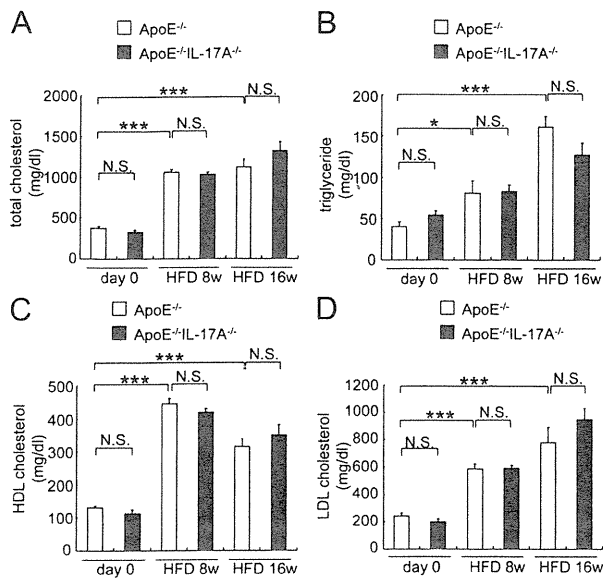 A
ApoE-/-
ApoE-/-IL-17A-/-
***
N.S.
***
N.S.
N.S.
total cholesterol
(mg/dl)
2000
1500
1000
500
0
day 0
HFD 8w
HFD 16w
B
ApoE-/-
ApoE-/-IL-17A-/-
***
N.S.
*
N.S.
N.S.
triglyceride
(mg/dl)
200
150
100
50
0
day 0
HFD 8w
HFD 16w
C
ApoE-/-
ApoE-/-IL-17A-/-
***
N.S.
***
N.S.
N.S.
HDL cholesterol
(mg/dl)
500
400
300
200
100
0
day 0
HFD 8w
HFD 16w
D
ApoE-/-
ApoE-/-IL-17A-/-
***
N.S.
***
N.S.
N.S.
LDL cholesterol
(mg/dl)
1200
1000
800
600
400
200
0
day 0
HFD 8w
HFD 16w